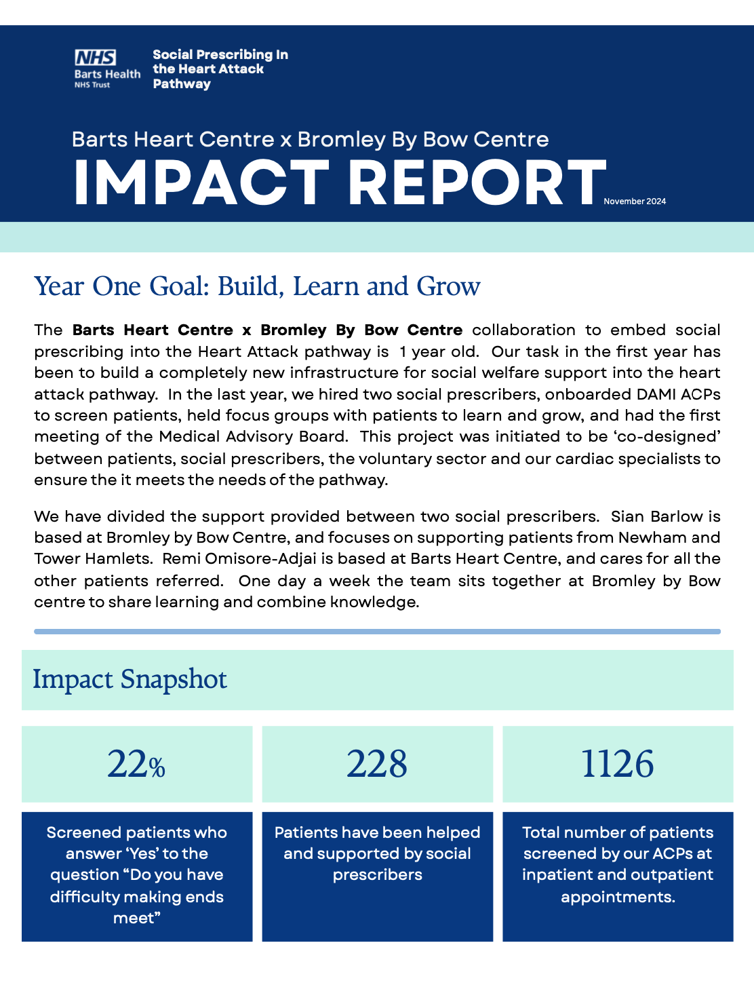 NHS
Barts Health
NHS Trust
Social Prescribing In
the Heart Attack
Pathway
Barts Heart Centre x Bromley By Bow Centre
IMPACT REPORT
November 2024
Year One Goal: Build, Learn and Grow
The Barts Heart Centre x Bromley By Bow Centre collaboration to embed social
prescribing into the Heart Attack pathway is 1 year old. Our task in the first year has
been to build a completely new infrastructure for social welfare support into the heart
attack pathway. In the last year, we hired two social prescribers, onboarded DAMI ACPs
to screen patients, held focus groups with patients to learn and grow, and had the first
meeting of the Medical Advisory Board. This project was initiated to be ‘co-designed’
between patients, social prescribers, the voluntary sector and our cardiac specialists to
ensure the it meets the needs of the pathway.
We have divided the support provided between two social prescribers. Sian Barlow is
based at Bromley by Bow Centre, and focuses on supporting patients from Newham and
Tower Hamlets. Remi Omisore-Adjai is based at Barts Heart Centre, and cares for all the
other patients referred. One day a week the team sits together at Bromley by Bow
centre to share learning and combine knowledge.
Impact Snapshot
22%
Screened patients who
answer ‘Yes’ to the
question “Do you have
difficulty making ends
meet”
228
Patients have been helped
and supported by social
prescribers
1126
Total number of patients
screened by our ACPs at
inpatient and outpatient
appointments.